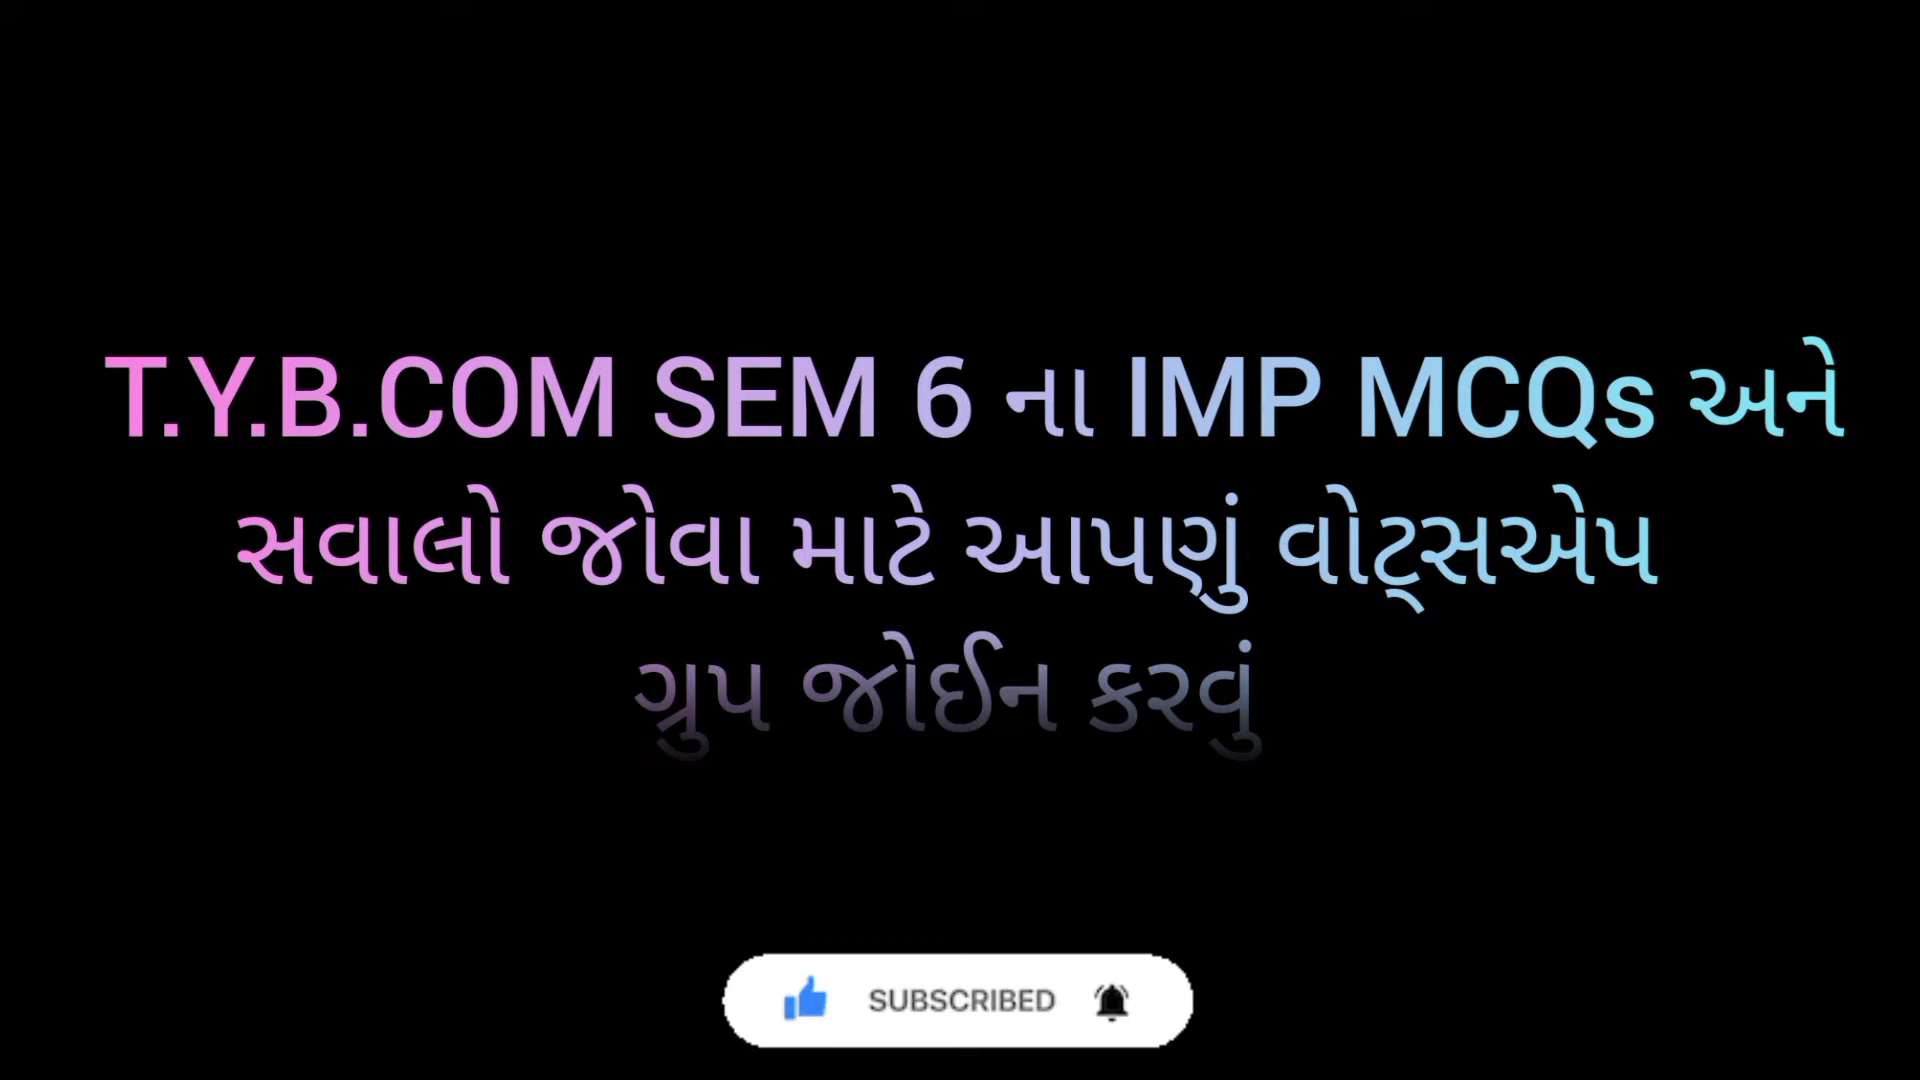 T.Y.B.COM SEM 6 ના IMP MCQs અને
સવાલો જોવા માટે આપણું વોટ્સએપ
ગ્રુપ જોઈન કરવું
SUBSCRIBED